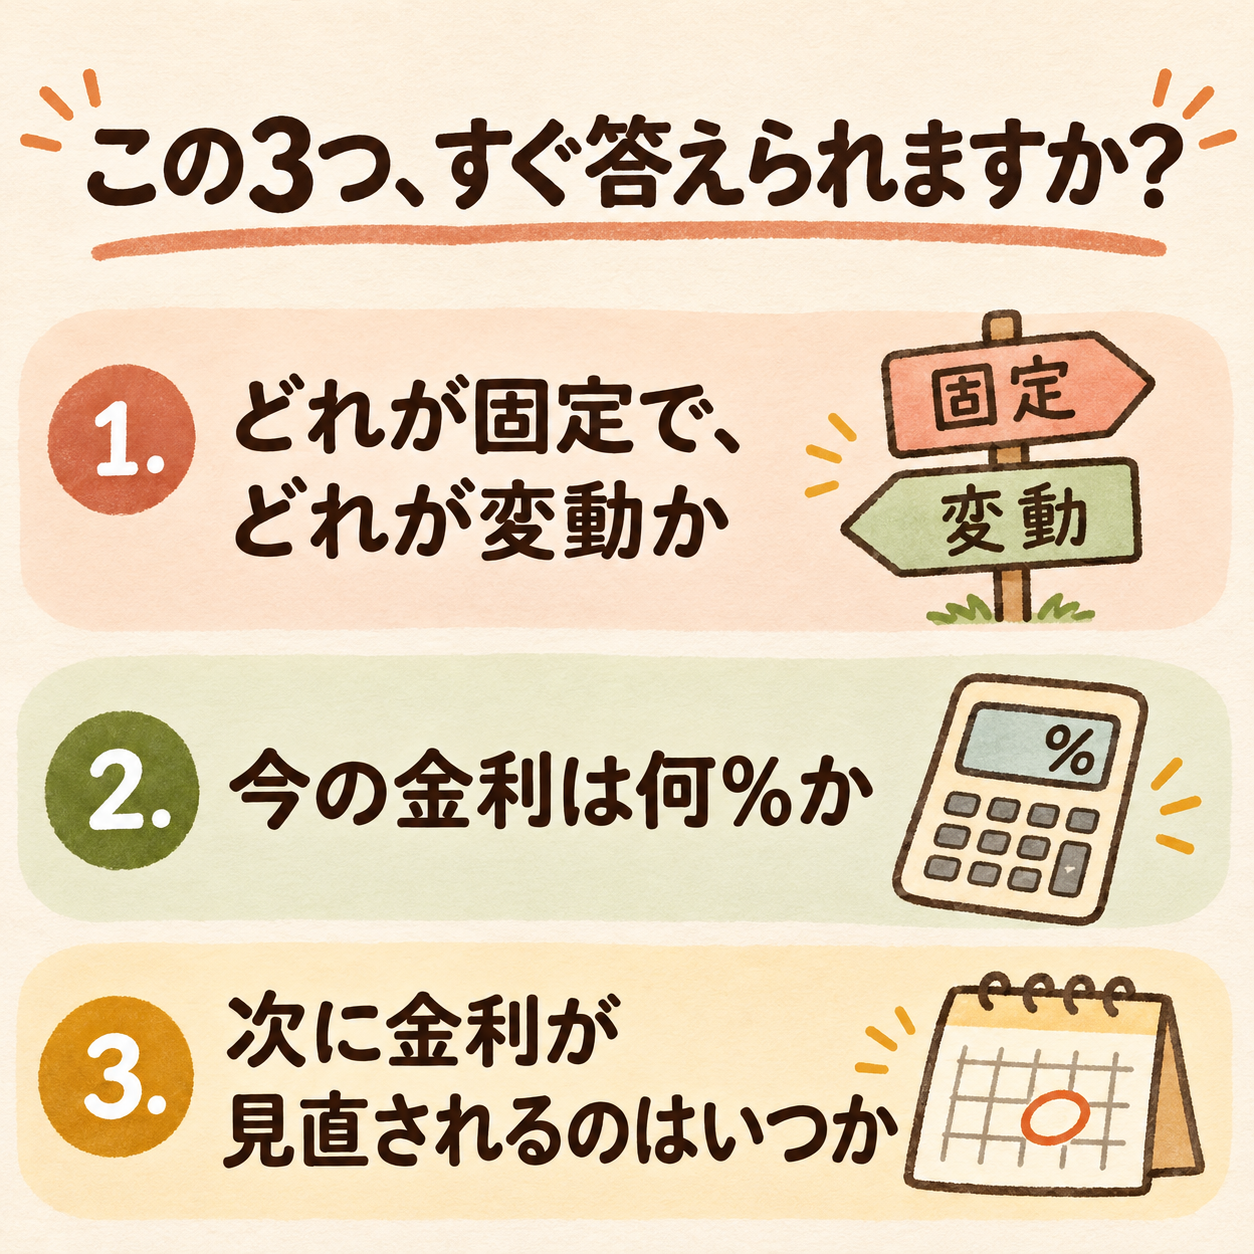 この3つ、すぐ答えられますか?
1.
どれが固定で、
どれが変動か
固定
変動
2.
今の金利は何%か
%
3.
次に金利が
見直されるのはいつか